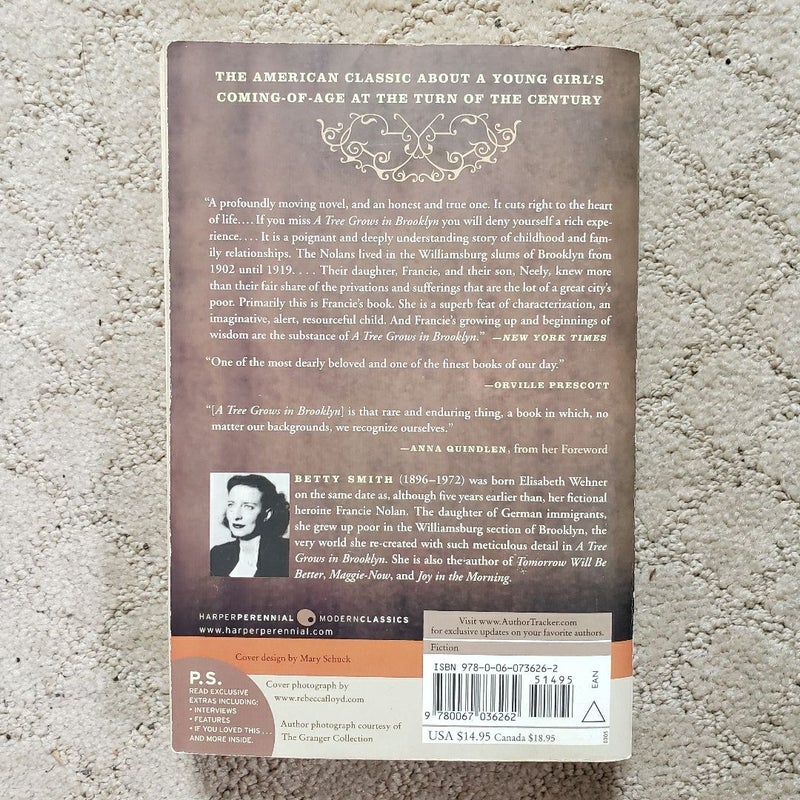 THE AMERICAN CLASSIC ABOUT A YOUNG GIRL'S
COMING-OF-AGE AT THE TURN OF THE CENTURY
“A profoundly moving novel, and an honest and true one. It cuts right to the heart
of life.... If you miss A Tree Grows in Brooklyn you will deny yourself a rich expe-
rience.... It is a poignant and deeply understanding story of childhood and fam-
ily relationships. The Nolans lived in the Williamsburg slums of Brooklyn from
1902 until 1919. . . . Their daughter, Francie, and their son, Neely, knew more
than their fair share of the privations and sufferings that are the lot of a great city's
poor. Primarily this is Francie's book. She is a superb feat of characterization, an
imaginative, alert, resourceful child. And Francie's growing up and beginnings of
wisdom are the substance of A Tree Grows in Brooklyn.” —NEW YORK TIMES
“One of the most dearly beloved and one of the finest books of our day.”
—ORVILLE PRESCOTT
“[A Tree Grows in Brooklyn] is that rare and enduring thing, a book in which, no
matter our backgrounds, we recognize ourselves.”
—ANNA QUINDLEN, from her Foreword
BETTY SMITH (1896–1972) was born Elisabeth Wehner
on the same date as, although five years earlier than, her fictional
heroine Francie Nolan. The daughter of German immigrants,
she grew up poor in the Williamsburg section of Brooklyn, the
very world she re-created with such meticulous detail in A Tree
Grows in Brooklyn. She is also the author of Tomorrow Will Be
Better, Maggie-Now, and Joy in the Morning.
HARPERPERENNIAL MODERNCLASSICS
www.harperperennial.com
Cover design by Mary Schuck
P.S.
READ EXCLUSIVE
EXTRAS INCLUDING:
• INTERVIEWS
• FEATURES
• IF YOU LOVED THIS...
AND MORE INSIDE.
Cover photograph by
www.rebeccafloyd.com
Author photograph courtesy of
The Granger Collection
Visit www.AuthorTracker.com
for exclusive updates on your favorite authors.
Fiction
ISBN 978-0-06-073626-2
51495
EAN
9 780067 036262
USA $14.95 Canada $18.95